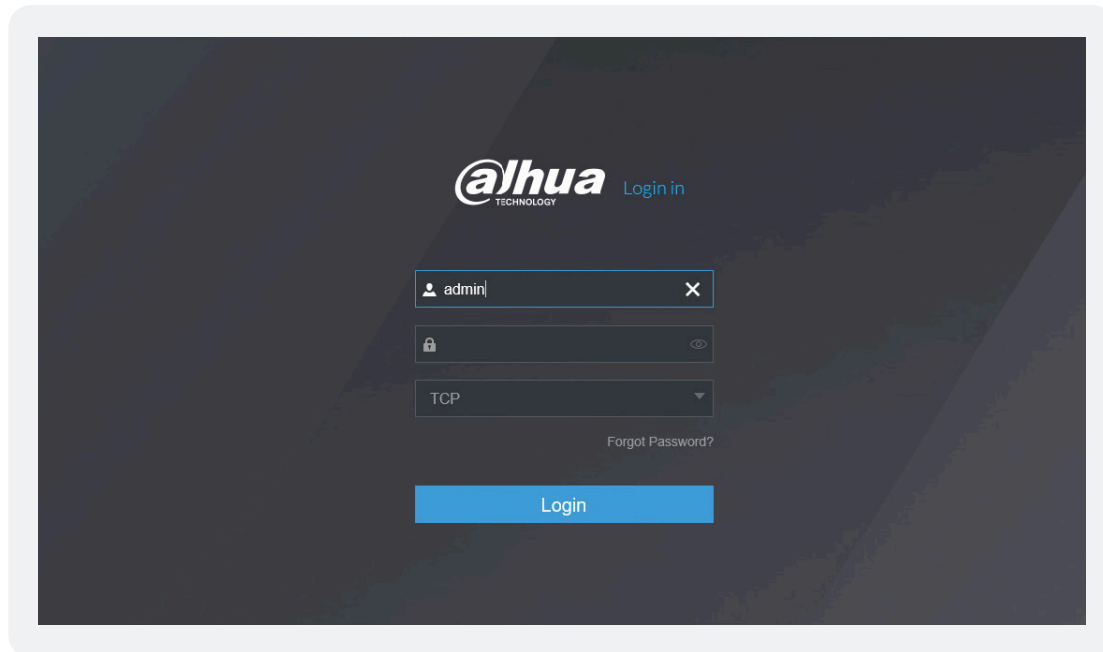 alhua Login in
TECHNOLOGY
admin
TCP
Forgot Password?
Login